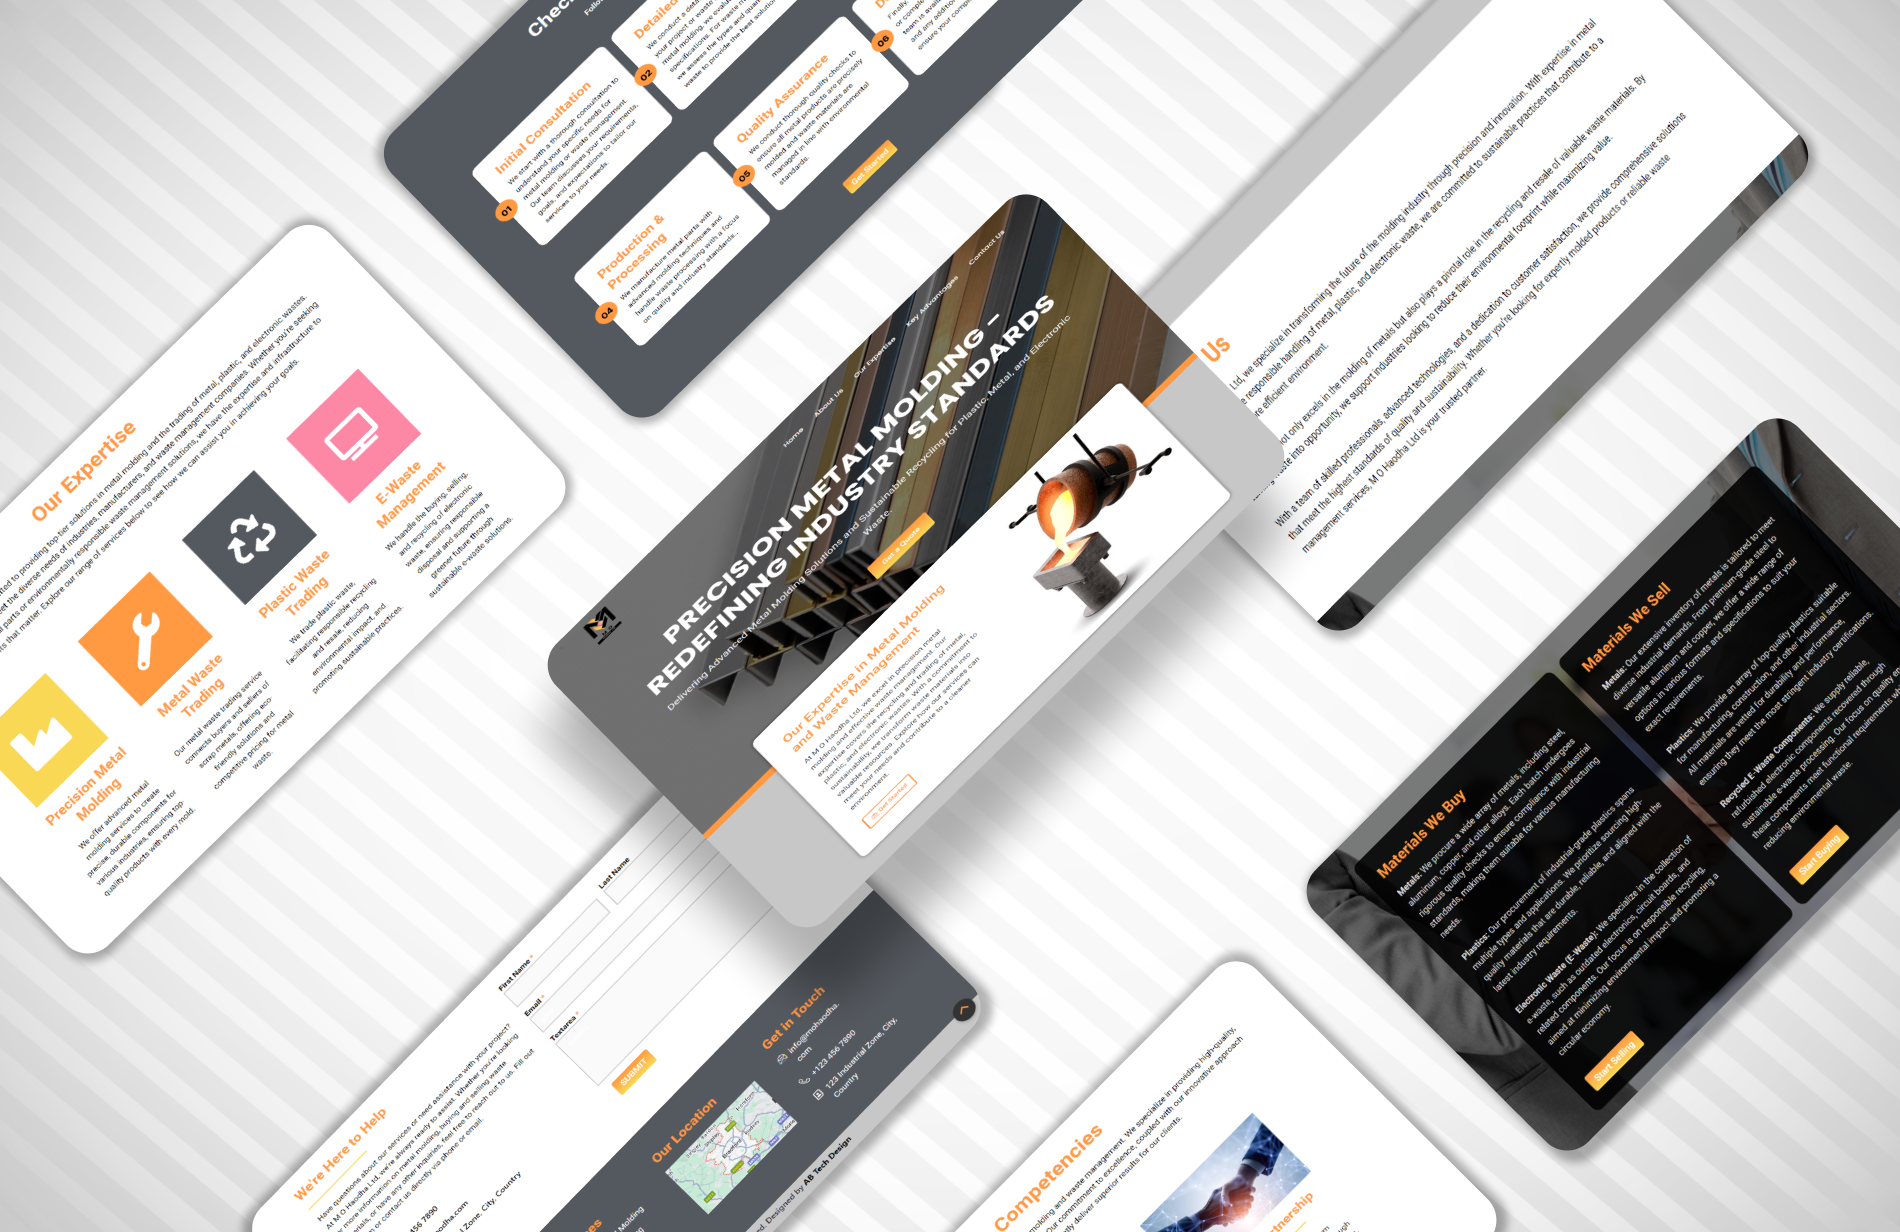 Chec
Follo
Initial Consultation
We start with a thorough consultation to
understand your specific needs for
metal molding or waste management.
Our team discusses your requirements,
goals, and expectations to tailor our
services to your needs.
01
Detailed
We conduct a deta
your project or waste
metal molding, we evalua
specifications. For waste m
we assess the types and quan
waste to provide the best solution
02
Production &
Processing
We manufacture metal parts with
advanced molding techniques and
handle waste processing with a focus
on quality and industry standards..
04
Quality Assurance
We conduct thorough quality checks to
ensure all metal products are precisely
molded and waste materials are
managed in line with environmental
standards.
05
Finally,
or comple
team is availa
and any addition
ensure your comple
06
Get Started
Our Expertise
ted to providing top-tier solutions in metal molding and the trading of metal, plastic, and electronic wastes.
et the diverse needs of industries, manufacturers, and waste management companies. Whether you're seeking
parts or environmentally responsible waste management solutions, we have the expertise and infrastructure to
s that matter. Explore our range of services below to see how we can assist you in achieving your goals.
Precision Metal
Molding
We offer advanced metal
molding services to create
precise, durable components for
various industries, ensuring top-
quality products with every mold.
Metal Waste
Trading
Our metal waste trading service
connects buyers and sellers of
scrap metals, offering eco-
friendly solutions and
competitive pricing for metal
waste.
Plastic Waste
Trading
We trade plastic waste,
facilitating responsible recycling
and resale, reducing
environmental impact, and
promoting sustainable practices.
E-Waste
Management
We handle the buying, selling,
and recycling of electronic
waste, ensuring responsible
disposal and supporting a
greener future through
sustainable e-waste solutions.
Home
About Us
Our Expertise
Key Advantages
Contact Us
PRECISION METAL MOLDING –
REDEFINING INDUSTRY STANDARDS
Delivering Advanced Metal Molding Solutions and Sustainable Recycling for Plastic, Metal, and Electronic
Waste.
Get a Quote
Our Expertise in Metal Molding
and Waste Management
At M O Haodha Ltd, we excel in precision metal
molding and effective waste management. Our
expertise covers the recycling and trading of metal,
plastic, and electronic wastes. With a commitment to
sustainability, we transform waste materials into
valuable resources. Explore how our services can
meet your needs and contribute to a cleaner
environment.
Get Started
Us
Ltd, we specialize in transforming the future of the molding industry through precision and innovation. With expertise in metal
e responsible handling of metal, plastic, and electronic waste, we are committed to sustainable practices that contribute to a
re efficient environment.
ot only excels in the molding of metals but also plays a pivotal role in the recycling and resale of valuable waste materials. By
ste into opportunity, we support industries looking to reduce their environmental footprint while maximizing value.
With a team of skilled professionals, advanced technologies, and a dedication to customer satisfaction, we provide comprehensive solutions
that meet the highest standards of quality and sustainability. Whether you're looking for expertly molded products or reliable waste
management services, M O Haodha Ltd is your trusted partner.
Materials We Buy
Metals: We procure a wide array of metals, including steel,
aluminum, copper, and other alloys. Each batch undergoes
rigorous quality checks to ensure compliance with industrial
standards, making them suitable for various manufacturing
needs.
Plastics: Our procurement of industrial-grade plastics spans
multiple types and applications. We prioritize sourcing high-
quality materials that are durable, reliable, and aligned with the
latest industry requirements.
Electronic Waste (E-Waste): We specialize in the collection of
e-waste, such as outdated electronics, circuit boards, and
related components. Our focus is on responsible recycling,
aimed at minimizing environmental impact and promoting a
circular economy.
Start Selling
Materials We Sell
Metals: Our extensive inventory of metals is tailored to meet
diverse industrial demands. From premium-grade steel to
versatile aluminum and copper, we offer a wide range of
options in various formats and specifications to suit your
exact requirements.
Plastics: We provide an array of top-quality plastics suitable
for manufacturing, construction, and other industrial sectors.
All materials are vetted for durability and performance,
ensuring they meet the most stringent industry certifications.
Recycled E-Waste Components: We supply reliable,
refurbished electronic components recovered through
sustainable e-waste processing. Our focus on quality en
these components meet functional requirements
reducing environmental waste.
Start Buying
We're Here to Help
Have questions about our services or need assistance with your project?
At M O Haodha Ltd, we're always ready to assist. Whether you're looking
or more information on metal molding, buying and selling waste
rials, or have any other inquiries, feel free to reach out to us. Fill out
m or contact us directly via phone or email.
456 7890
aodha.com
Zone, City, Country
First Name *
Last Name
Email *
Textarea *
SUBMIT
Get in Touch
info@mohaodha.
com
+123 456 7890
123 Industrial Zone, City,
Country
Our Location
es
Molding
ed. Designed by AB Tech Design
Competencies
molding and waste management. We specialize in providing high-quality,
Our commitment to excellence, coupled with our innovative approach
tly deliver superior results for our clients.
tnership